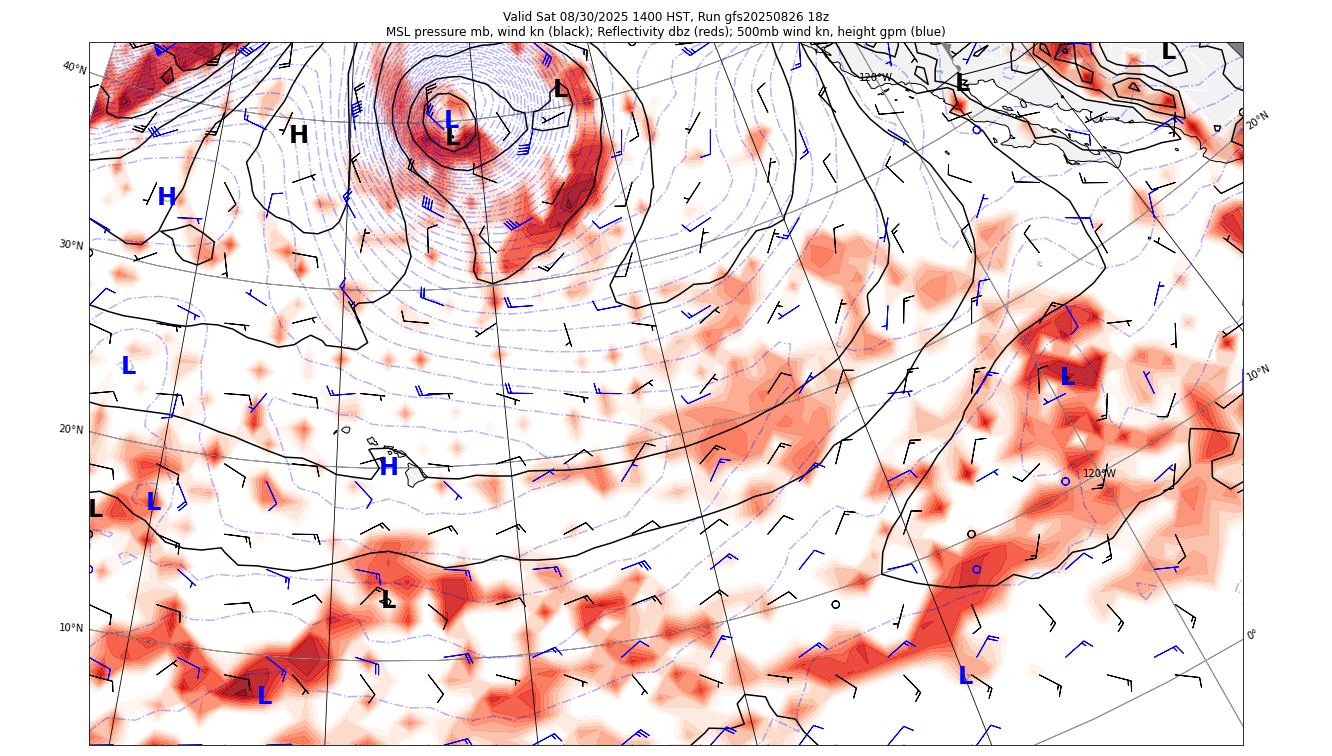 Valid Sat 08/30/2025 1400 HST, Run gfs20250826 18z
MSL pressure mb, wind kn (black); Reflectivity dbz (reds); 500mb wind kn, height gpm (blue)
L
40°N
120°W
L
L
20°N
L
H
L
H
30°N
L
10°N
L
20°N
H
120°W
L
L
L
10°N
0°
L
L